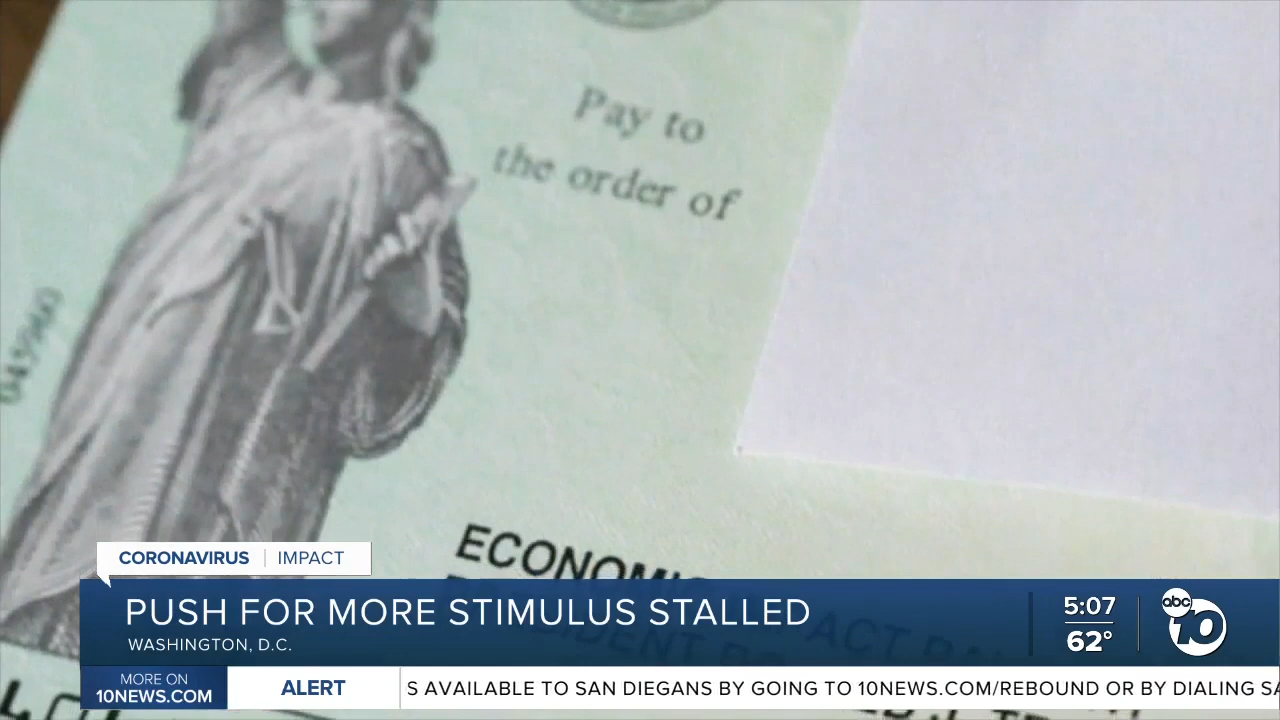 Pay to
the order of
045960
ECONOMIC
CORONAVIRUS | IMPACT
PUSH FOR MORE STIMULUS STALLED
WASHINGTON, D.C.
5:07
62°
abc
10
MORE ON
10NEWS.COM
ALERT
S AVAILABLE TO SAN DIEGANS BY GOING TO 10NEWS.COM/REBOUND OR BY DIALING SA